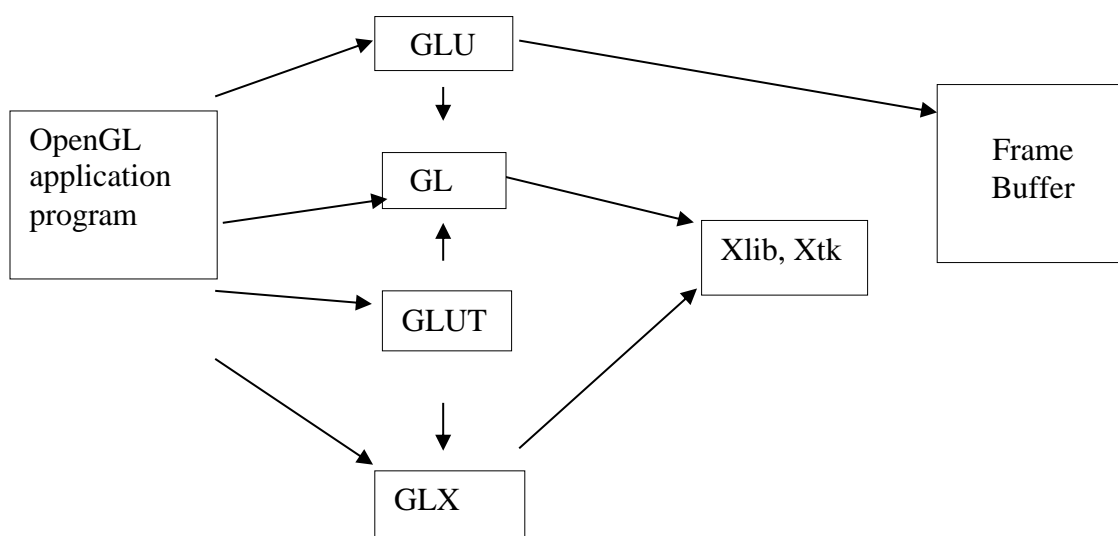 GLU
OpenGL
application
program
GL
Frame
Buffer
Xlib, Xtk
GLUT
GLX